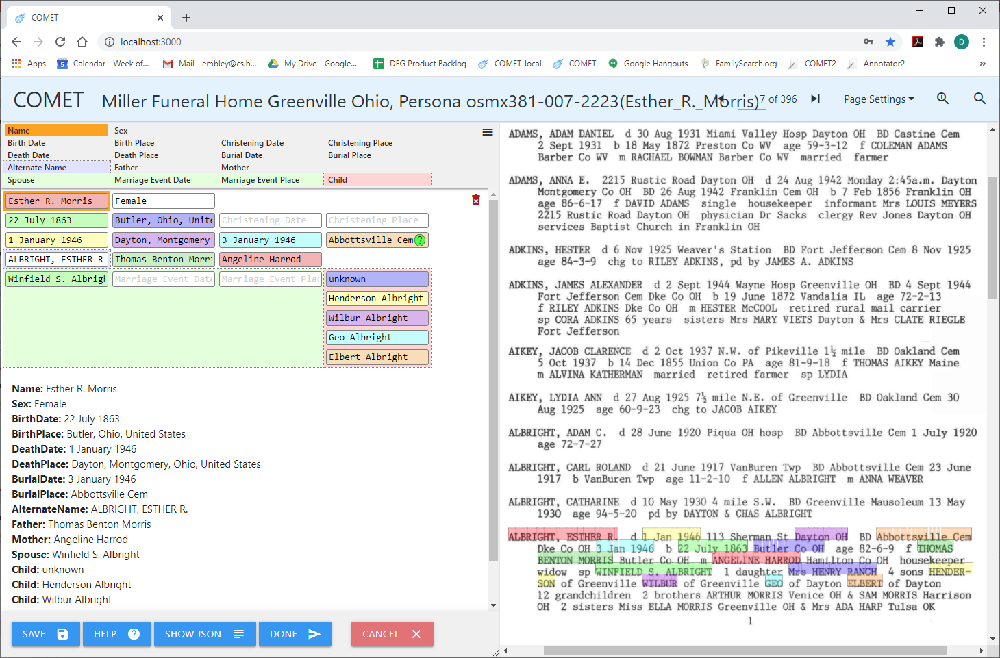 COMET
localhost:3000
D
Apps
5
Calendar - Week of...
Mail - embley@cs.b...
My Drive - Google...
DEG Product Backlog
COMET-local
COMET
Google Hangouts
FamilySearch.org
COMET2
Annotator2
»
COMET Miller Funeral Home Greenville Ohio, Persona osmx381-007-2223(Esther_R._Morris) 7 of 396 Page Settings
Name Sex
Birth Date Birth Place Christening Date Christening Place
Death Date Death Place Burial Date Burial Place
Alternate Name Father Mother
Spouse Marriage Event Date Marriage Event Place Child
Esther R. Morris Female
22 July 1863 Butler, Ohio, Unite Christening Date Christening Place
1 January 1946 Dayton, Montgomery, 3 January 1946 Abbottsville Cem ?
ALBRIGHT, ESTHER R. Thomas Benton Morri Angeline Harrod
Winfield S. Albrigh Marriage Event Date Marriage Event Plac unknown
Henderson Albright
Wilbur Albright
Geo Albright
Elbert Albright
Name: Esther R. Morris
Sex: Female
BirthDate: 22 July 1863
BirthPlace: Butler, Ohio, United States
DeathDate: 1 January 1946
DeathPlace: Dayton, Montgomery, Ohio, United States
BurialDate: 3 January 1946
BurialPlace: Abbottsville Cem
AlternateName: ALBRIGHT, ESTHER R.
Father: Thomas Benton Morris
Mother: Angeline Harrod
Spouse: Winfield S. Albright
Child: unknown
Child: Henderson Albright
Child: Wilbur Albright
SAVE HELP ? SHOW JSON DONE CANCEL
ADAMS, ADAM DANIEL d 30 Aug 1931 Miami Valley Hosp Dayton OH BD Castine Cem
2 Sept 1931 b 18 May 1872 Preston Co WV age 59-3-12 f COLEMAN ADAMS
Barber Co WV m RACHAEL BOWMAN Barber Co WV married farmer
ADAMS, ANNA E. 2215 Rustic Road Dayton OH d 24 Aug 1942 Monday 2:45a.m. Dayton
Montgomery Co OH BD 26 Aug 1942 Franklin Cem OH b 7 Feb 1856 Franklin OH
age 86-6-17 f DAVID ADAMS single housekeeper informant Mrs LOUIS MEYERS
2215 Rustic Road Dayton OH physician Dr Sacks clergy Rev Jones Dayton OH
services Baptist Church in Franklin OH
ADKINS, HESTER d 6 Nov 1925 Weaver's Station BD Fort Jefferson Cem 8 Nov 1925
age 84-3-9 chg to RILEY ADKINS, pd by JAMES A. ADKINS
ADKINS, JAMES ALEXANDER d 2 Sept 1944 Wayne Hosp Greenville OH BD 4 Sept 1944
Fort Jefferson Cem Dke Co OH b 19 June 1872 Vandalia IL age 72-2-13
f RILEY ADKINS Dke Co OH m HESTER McCOOL retired rural mail carrier
sp CORA ADKINS 65 years sisters Mrs MARY VIETS Dayton & Mrs CLATE RIEGLE
Fort Jefferson
AIKEY, JACOB CLARENCE d 2 Oct 1937 N.W. of Pikeville 1½ mile BD Oakland Cem
5 Oct 1937 b 14 Dec 1855 Union Co PA age 81-9-18 f THOMAS AIKEY Maine
m ALVINA KATHERMAN married retired farmer sp LYDIA
AIKEY, LYDIA ANN d 27 Aug 1925 7½ mile N.E. of Greenville BD Oakland Cem 30
Aug 1925 age 60-9-23 chg to JACOB AIKEY
ALBRIGHT, ADAM C. d 28 June 1920 Piqua OH hosp BD Abbottsville Cem 1 July 1920
age 72-7-27
ALBRIGHT, CARL ROLAND d 21 June 1917 VanBuren Twp BD Abbottsville Cem 23 June
1917 b VanBuren Twp age 11-2-10 f ALLEN ALBRIGHT m ANNA WEAVER
ALBRIGHT, CATHARINE d 10 May 1930 4 mile S.W. BD Greenville Mausoleum 13 May
1930 age 94-5-20 pd by DAYTON & CHAS ALBRIGHT
ALBRIGHT, ESTHER R. d 1 Jan 1946 113 Sherman St Dayton OH BD Abbottsville Cem
Dke Co OH 3 Jan 1946 b 22 July 1863 Butler Co OH age 82-6-9 f THOMAS
BENTON MORRIS Butler Co OH m ANGELINE HARROD Hamilton Co OH housekeeper
widow sp WINFIELD S. ALBRIGHT 1 daughter Mrs HENRY RANCH 4 sons HENDER-
SON of Greenville WILBUR of Greenville GEO of Dayton ELBERT of Dayton
12 grandchildren 2 brothers ARTHUR MORRIS Venice OH & SAM MORRIS Harrison
OH 2 sisters Miss ELLA MORRIS Greenville OH & Mrs ADA HARP Tulsa OK
1